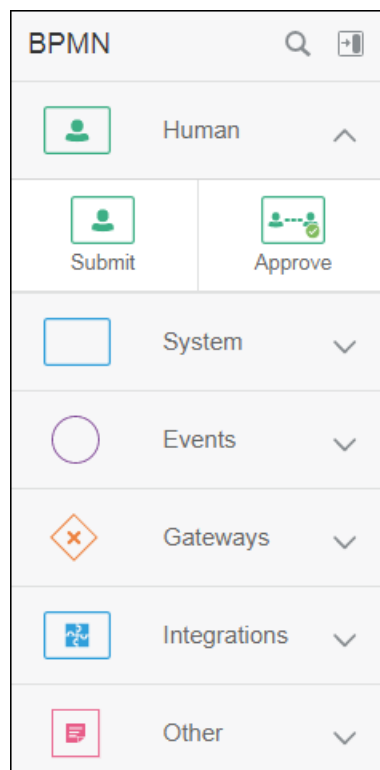 BPMN
Human
Submit Approve
System
Events
Gateways
Integrations
Other